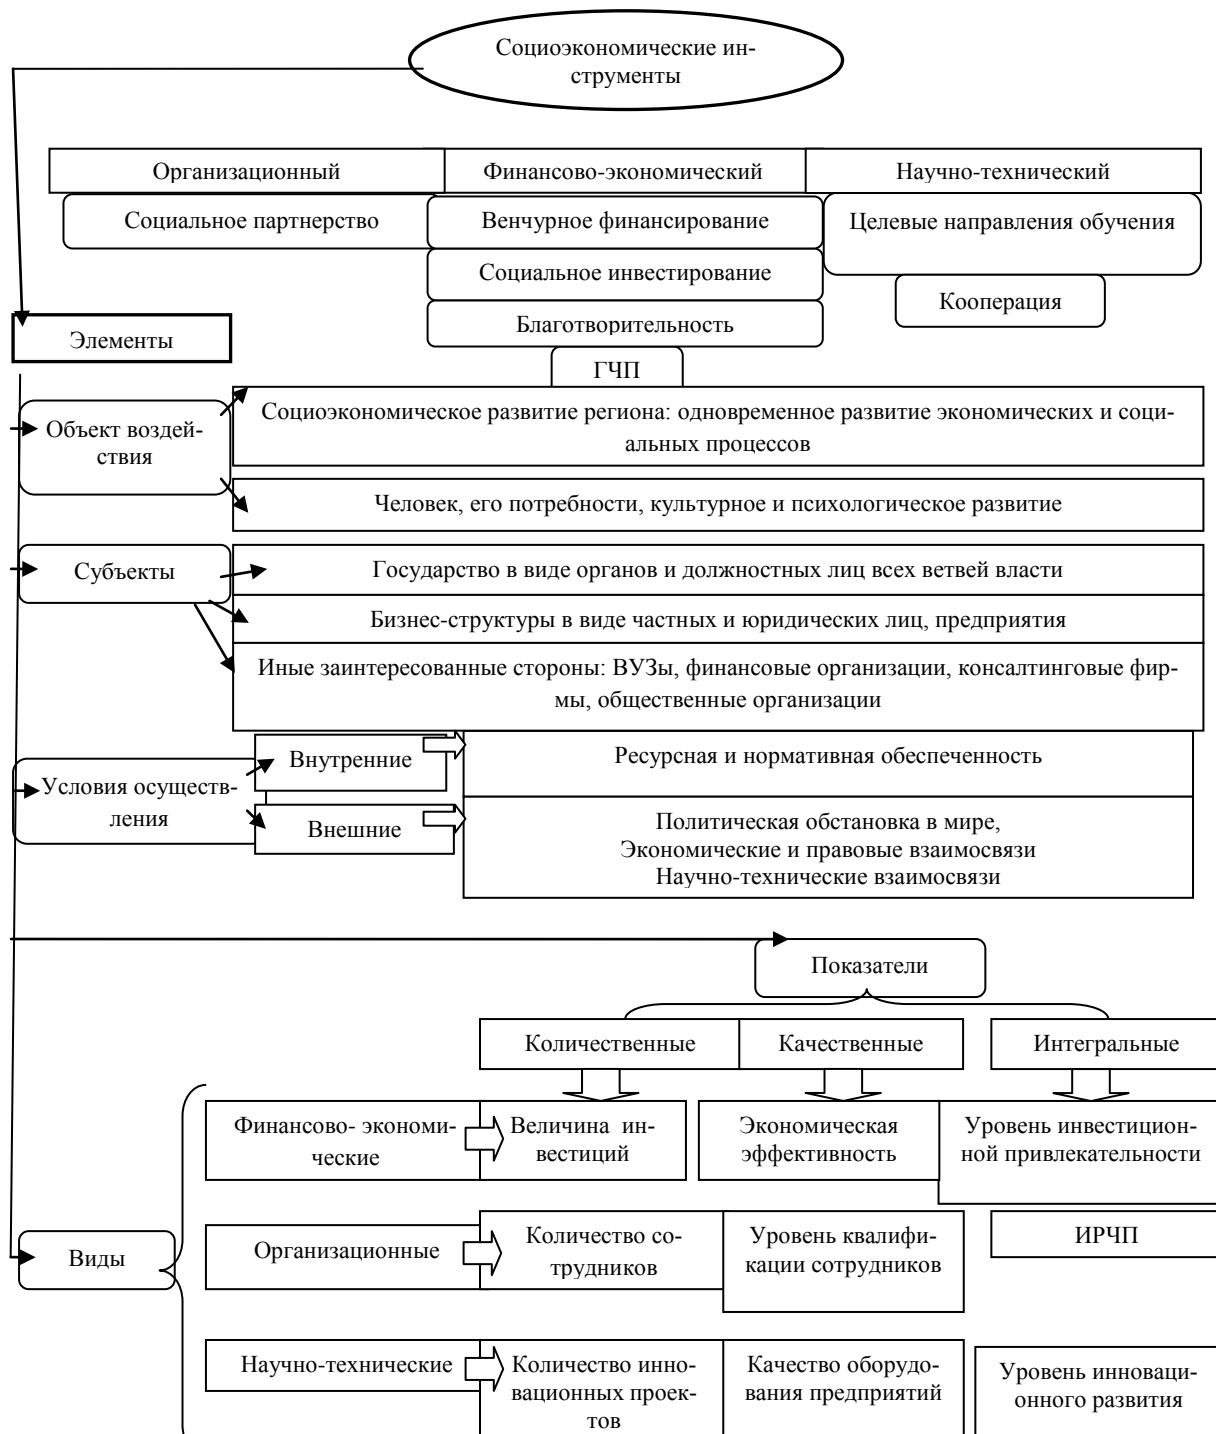 Социоэкономические ин-
струменты
Организационный
Финансово-экономический
Научно-технический
Социальное партнерство
Венчурное финансирование
Целевые направления обучения
Социальное инвестирование
Кооперация
Благотворительность
Элементы
ГЧП
Объект воздей-
ствия
Социоэкономическое развитие региона: одновременное развитие экономических и соци-
альных процессов
Человек, его потребности, культурное и психологическое развитие
Субъекты
Государство в виде органов и должностных лиц всех ветвей власти
Бизнес-структуры в виде частных и юридических лиц, предприятия
Иные заинтересованные стороны: ВУЗы, финансовые организации, консалтинговые фир-
мы, общественные организации
Условия осуществ-
ления
Внутренние
Ресурсная и нормативная обеспеченность
Внешние
Политическая обстановка в мире,
Экономические и правовые взаимосвязи
Научно-технические взаимосвязи
Показатели
Количественные
Качественные
Интегральные
Финансово- экономи-
ческие
Величина  ин-
вестиций
Экономическая
эффективность
Уровень инвестицион-
ной привлекательности
Виды
Организационные
Количество со-
трудников
Уровень квалифи-
кации сотрудников
ИРЧП
Научно-технические
Количество инно-
вационных проек-
тов
Качество оборудо-
вания предприятий
Уровень инноваци-
онного развития